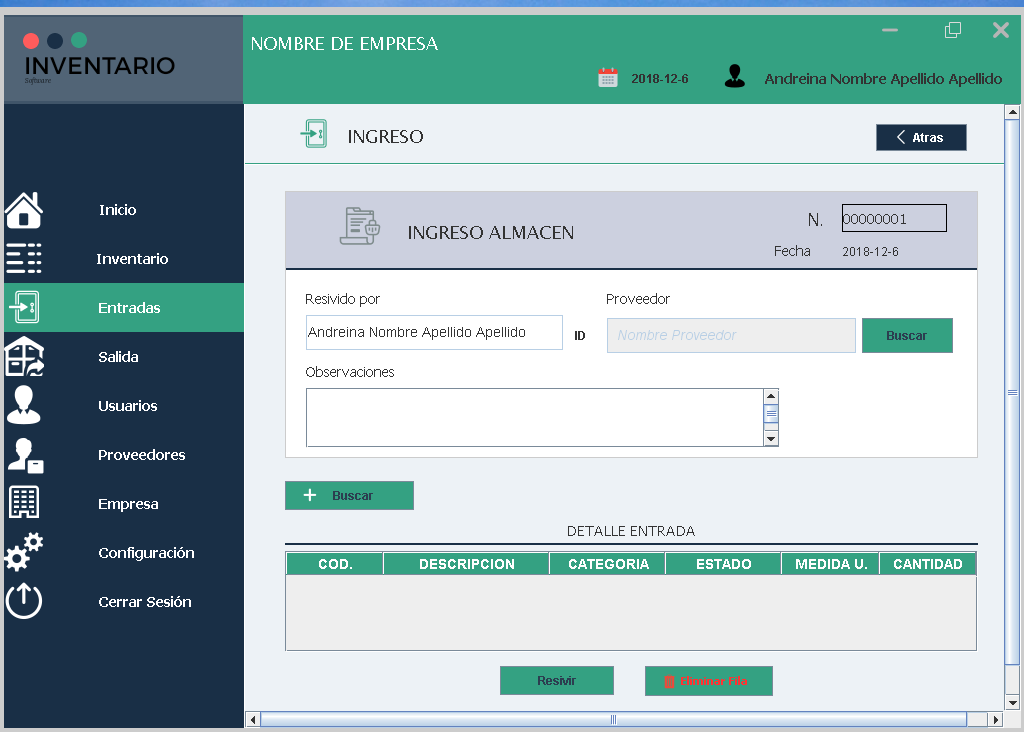 INVENTARIO
Software
NOMBRE DE EMPRESA
2018-12-6
Andreina Nombre Apellido Apellido
Inicio
Inventario
Entradas
Salida
Usuarios
Proveedores
Empresa
Configuración
Cerrar Sesión
INGRESO
Atras
INGRESO ALMACEN
N. 00000001
Fecha 2018-12-6
Resivido por
Proveedor
Andreina Nombre Apellido Apellido ID Nombre Proveedor Buscar
Observaciones
+ Buscar
DETALLE ENTRADA
COD. DESCRIPCION CATEGORIA ESTADO MEDIDA U. CANTIDAD
Resivir Eliminar Fila